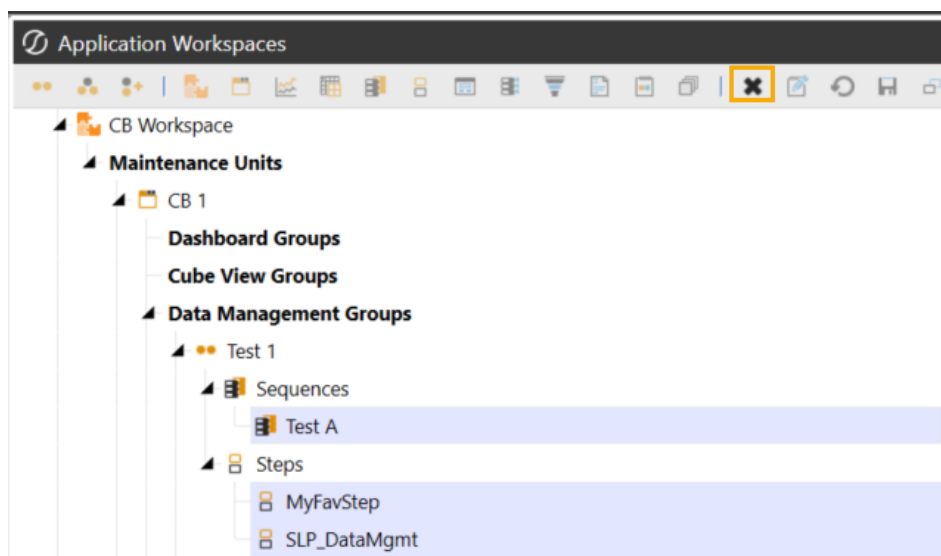 Application Workspaces
CB Workspace
Maintenance Units
CB 1
Dashboard Groups
Cube View Groups
Data Management Groups
Test 1
Sequences
Test A
Steps
MyFavStep
SLP_DataMgmt